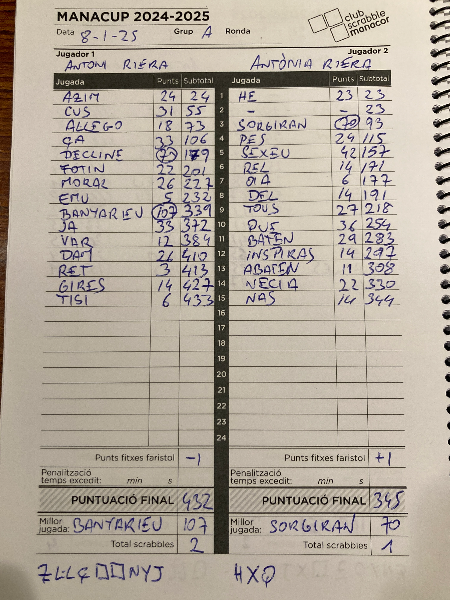 MANACUP 2024-2025
club scrabble manacor
Data 8-1-25 Grup A Ronda
Jugador 1 Jugador 2
ANTONI RIERA ANTÒNIA RIERA
Jugada Punts Subtotal Jugada Punts Subtotal
AZIM 24 24 1 HE 23 23
CUS 31 55 2 - - 23
ALLEGO 18 73 3 SORGIRAN 70 93
ÇA 33 106 4 PES 24 115
DECLINE 73 179 5 SEXEU 42 157
FOTIN 22 201 6 REL 14 171
MORAL 26 227 7 OIA 6 177
EMU 5 232 8 DEL 14 191
BANYARIEU 107 339 9 TOUS 27 218
JA 33 372 10 QUE 36 254
VAR 12 384 11 BATEN 29 283
DAM 26 410 12 INSPIRAS 14 297
RET 3 413 13 ABATEN 11 308
GIRES 14 427 14 NECIA 22 330
TISI 6 433 15 NAS 14 344
16
17
18
19
20
21
22
23
24
Punts fitxes faristol -1 Punts fitxes faristol +1
Penalització temps excedit: min s Penalització temps excedit: min s
PUNTUACIÓ FINAL 432 PUNTUACIÓ FINAL 345
Millor jugada: BANYARIEU 107 Millor jugada: SORGIRAN 70
Total scrabbles 2 Total scrabbles 1
HXQ